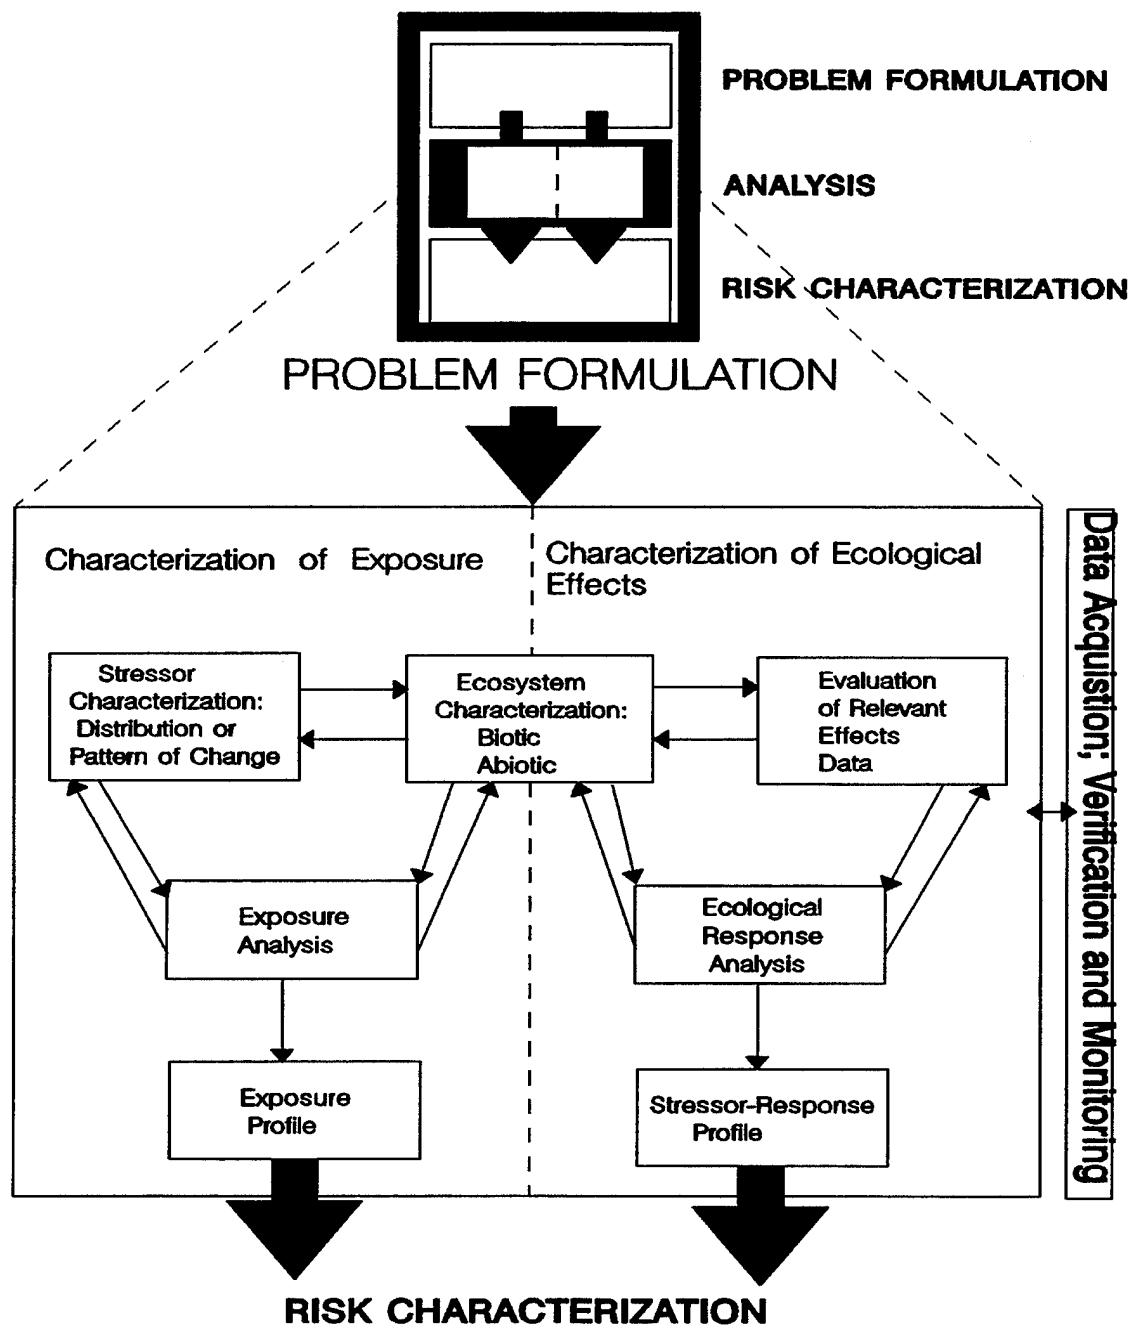 PROBLEM FORMULATION
ANALYSIS
RISK CHARACTERIZATION
PROBLEM FORMULATION
Characterization of Exposure
Characterization of Ecological
Effects
Stressor
Characterization:
Distribution or
Pattern of Change
Ecosystem
Characterization:
Biotic
Abiotic
Evaluation
of Relevant
Effects
Data
Exposure
Analysis
Ecological
Response
Analysis
Exposure
Profile
Stressor-Response
Profile
Data Acquistion; Verification and Monitoring
RISK CHARACTERIZATION